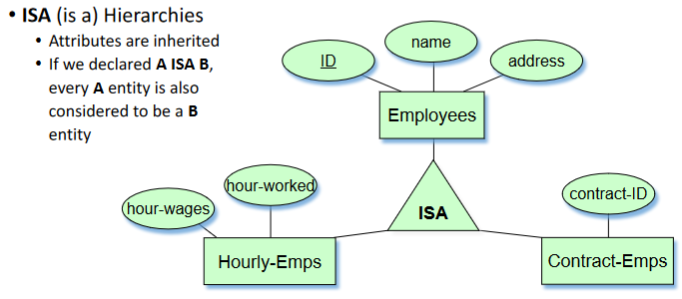 • ISA (is a) Hierarchies
• Attributes are inherited
• If we declared A ISA B,
every A entity is also
considered to be a B
entity
name
ID
address
Employees
hour-worked
hour-wages
ISA
contract-ID
Hourly-Emps
Contract-Emps